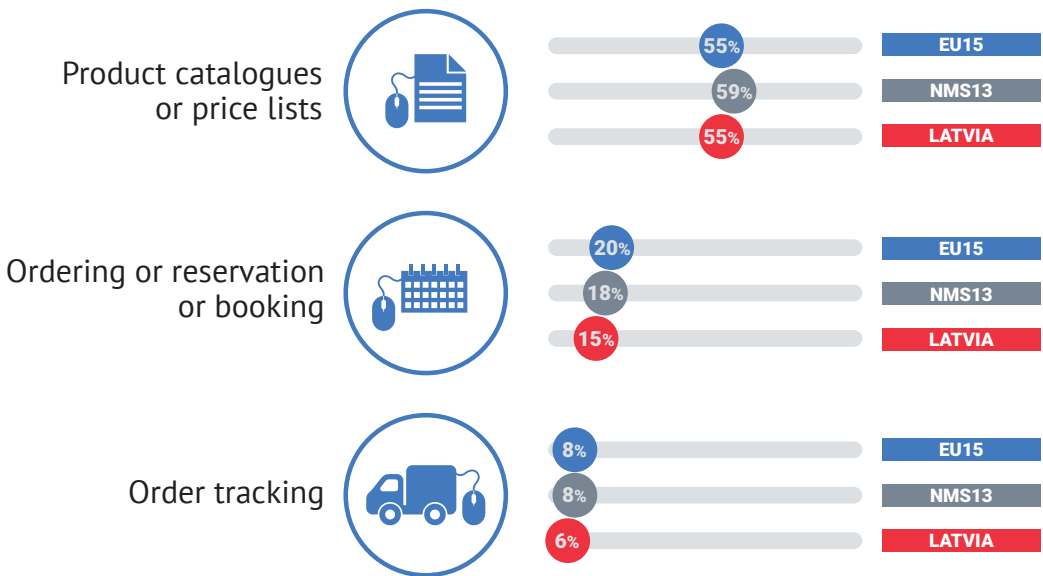 Product catalogues
or price lists
55% EU15
59% NMS13
55% LATVIA
Ordering or reservation
or booking
20% EU15
18% NMS13
15% LATVIA
Order tracking
8% EU15
8% NMS13
6% LATVIA